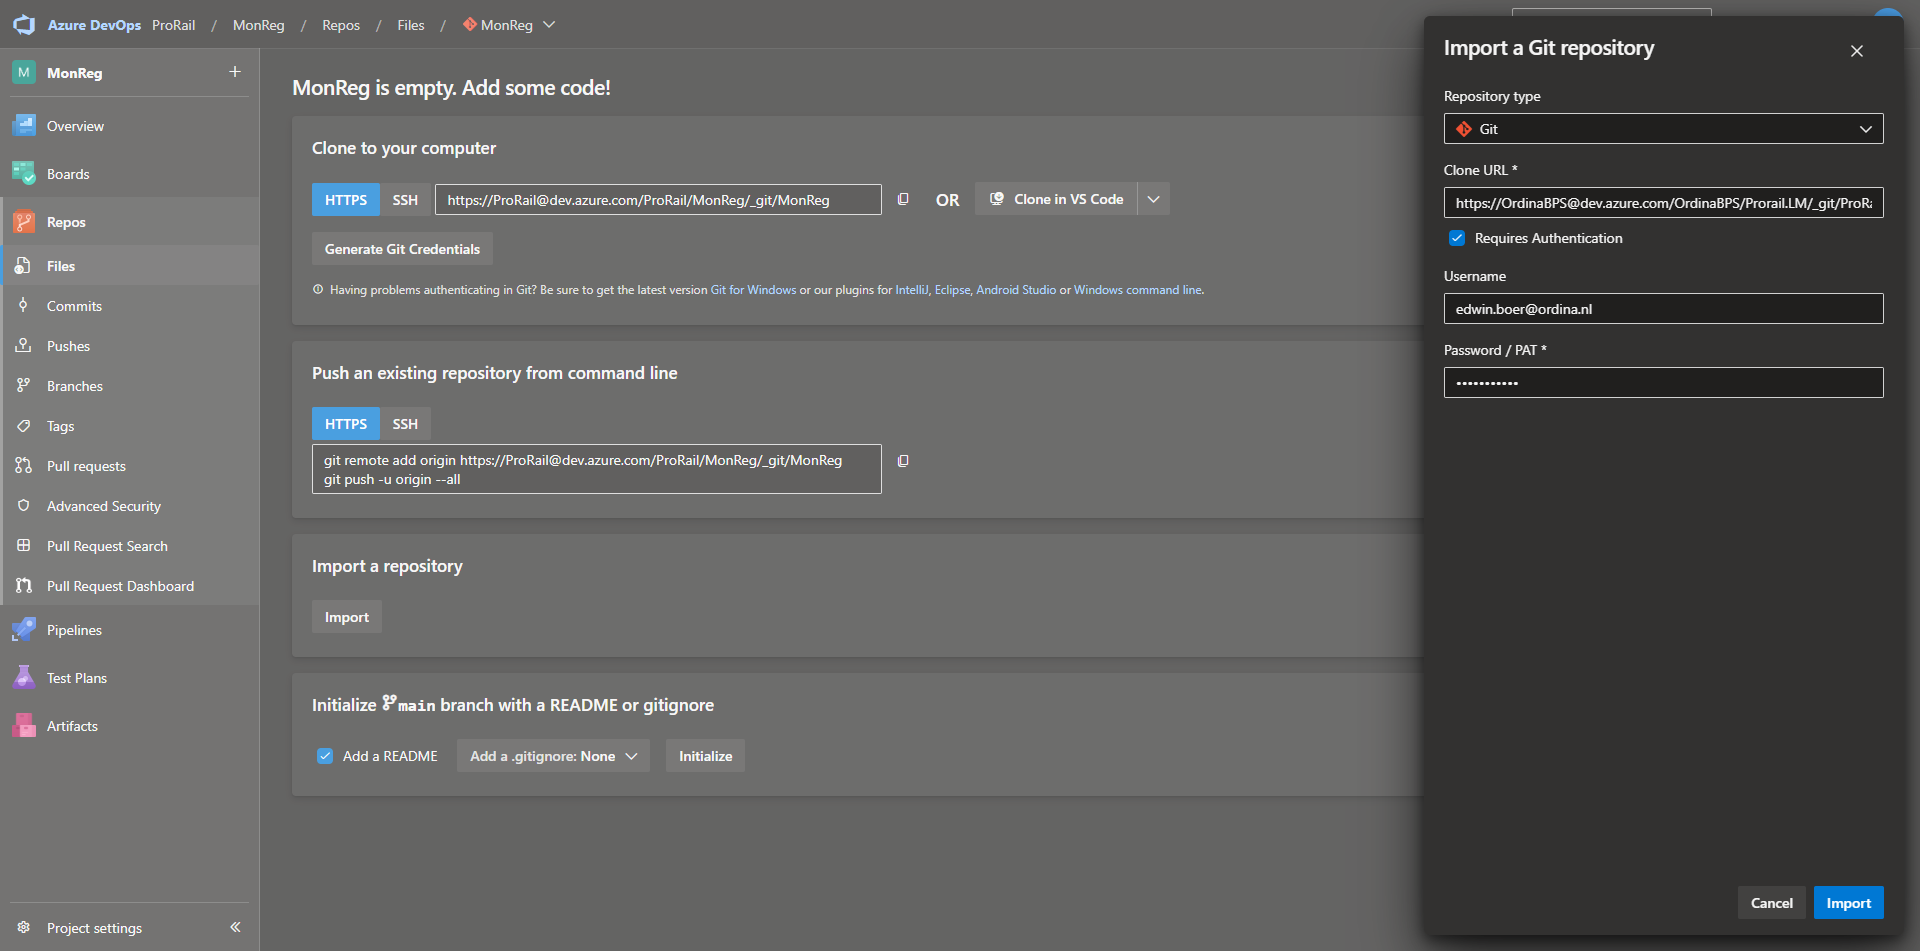 Azure DevOps ProRail / MonReg / Repos / Files / MonReg
M MonReg
Overview
Boards
Repos
Files
Commits
Pushes
Branches
Tags
Pull requests
Advanced Security
Pull Request Search
Pull Request Dashboard
Pipelines
Test Plans
Artifacts
Project settings
MonReg is empty. Add some code!
Clone to your computer
HTTPS SSH https://ProRail@dev.azure.com/ProRail/MonReg/_git/MonReg OR Clone in VS Code
Generate Git Credentials
Having problems authenticating in Git? Be sure to get the latest version Git for Windows or our plugins for IntelliJ, Eclipse, Android Studio or Windows command line.
Push an existing repository from command line
HTTPS SSH
git remote add origin https://ProRail@dev.azure.com/ProRail/MonReg/_git/MonReg
git push -u origin --all
Import a repository
Import
Initialize main branch with a README or gitignore
Add a README Add a .gitignore: None Initialize
Import a Git repository
Repository type
Git
Clone URL *
https://OrdinaBPS@dev.azure.com/OrdinaBPS/Prorail.LM/_git/ProRa
Requires Authentication
Username
edwin.boer@ordina.nl
Password / PAT *
•••••••••••
Cancel Import